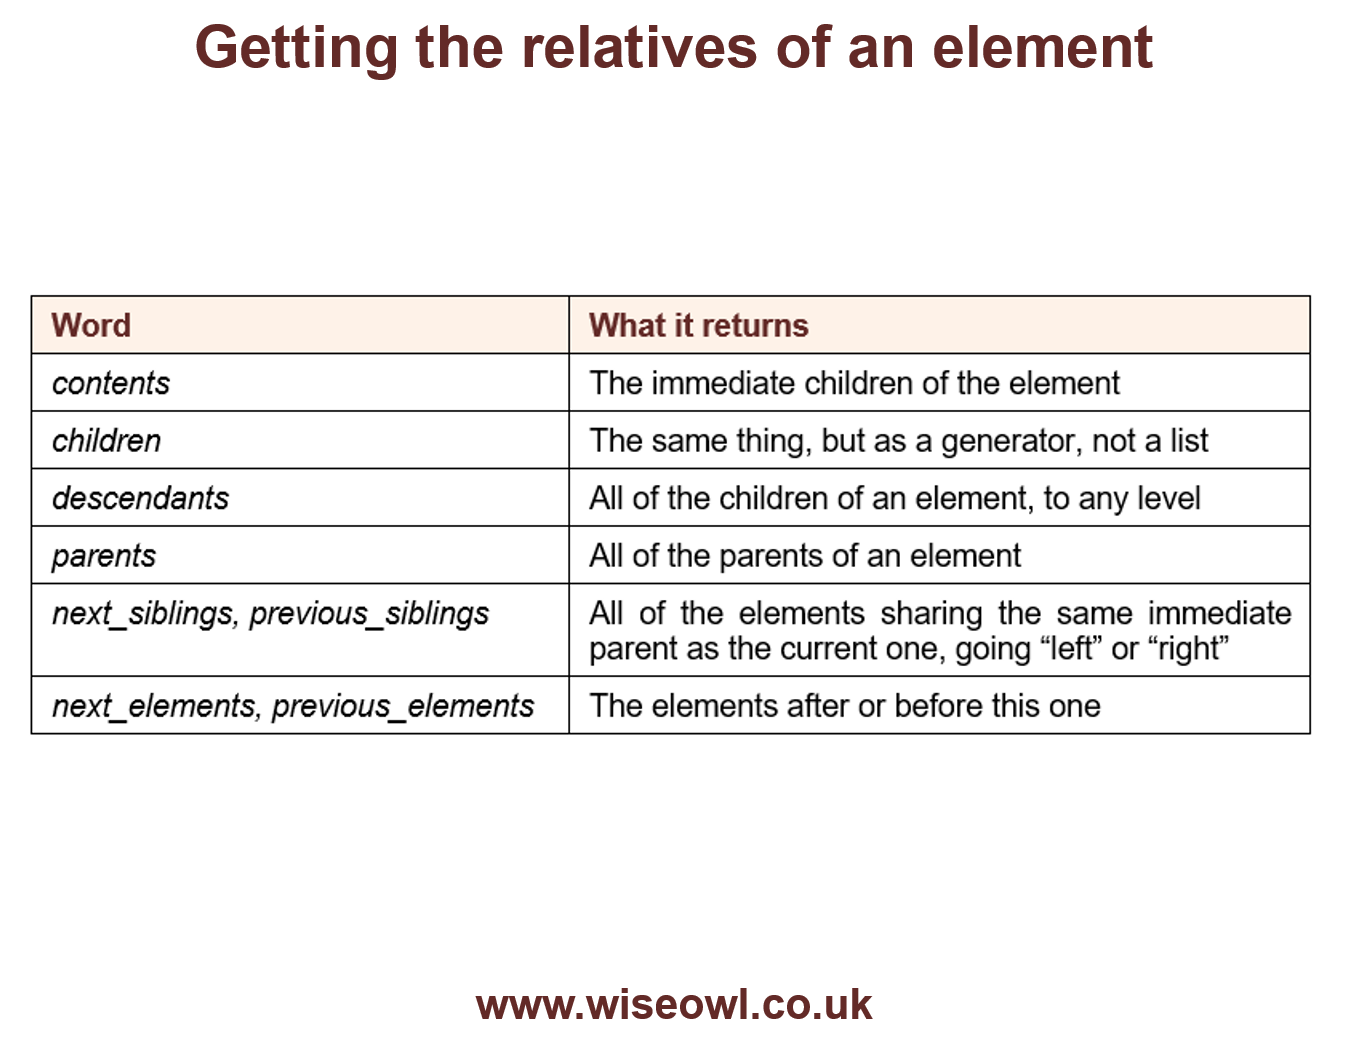 Getting the relatives of an element
Word What it returns
contents The immediate children of the element
children The same thing, but as a generator, not a list
descendants All of the children of an element, to any level
parents All of the parents of an element
next_siblings, previous_siblings All of the elements sharing the same immediate
parent as the current one, going “left” or “right”
next_elements, previous_elements The elements after or before this one
www.wiseowl.co.uk